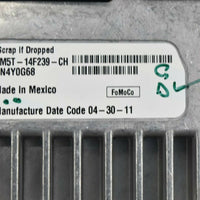 Scrap if Dropped
M5T-14F239-CH
N4Y0G68
Made in Mexico
FoMoCo
Manufacture Date Code 04-30-11